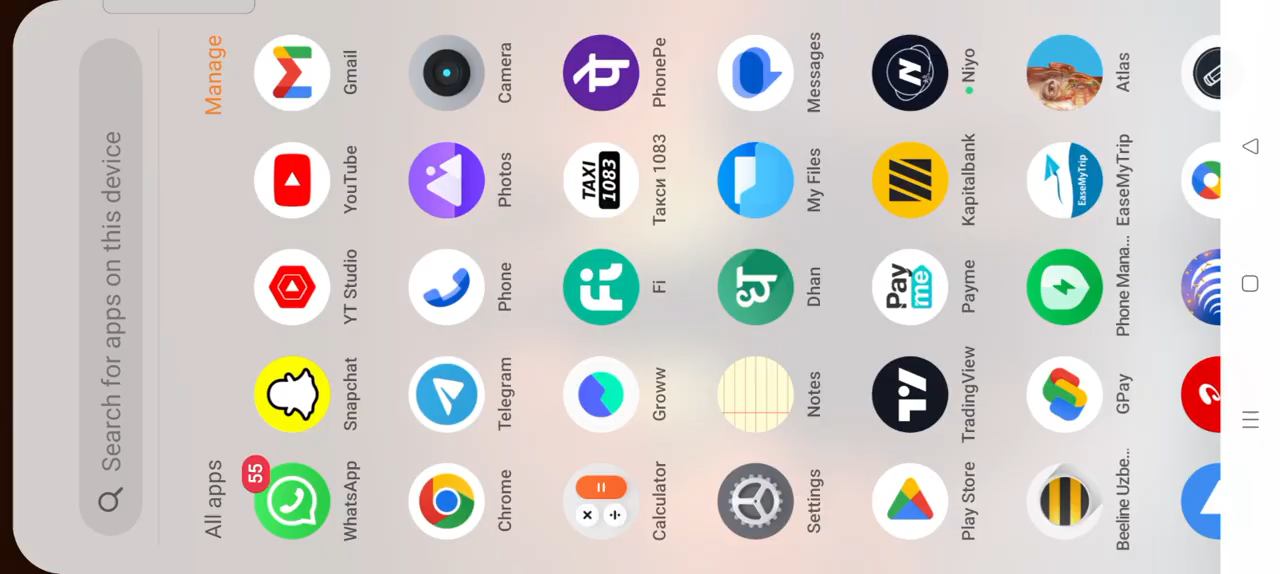 Search for apps on this device
All apps Manage
55
WhatsApp Snapchat YT Studio YouTube Gmail
Chrome Telegram Phone Photos Camera
Fi TAXI
1083 पे
Calculator Groww Fi Такси 1083 PhonePe
ध
Settings Notes Dhan My Files Messages
Pay
me N
Play Store TradingView Payme Kapitalbank Niyo
EaseMyTrip
Beeline Uzbe... GPay Phone Mana... EaseMyTrip Atlas